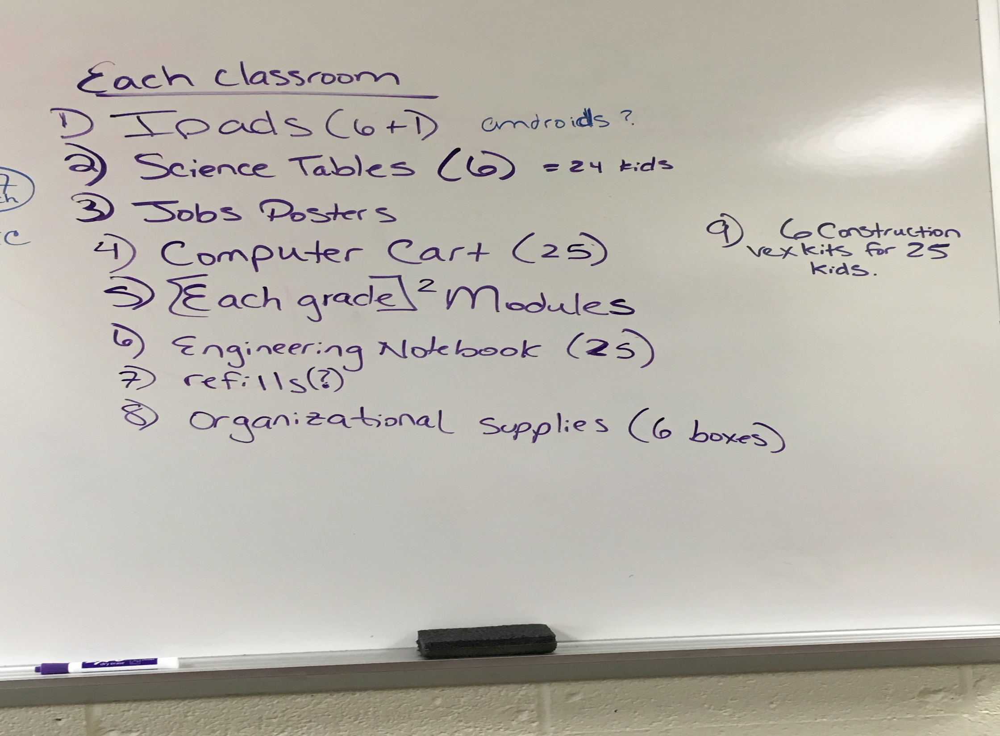 Each classroom
1) Ipads (6+1) androids?
2) Science Tables (6) = 24 kids
3) Jobs Posters
4) Computer Cart (25)
5) [Each grade] 2 Modules
6) Engineering Notebook (25)
7) refills(?)
8) Organizational Supplies (6 boxes)
9) 6 Construction
vex kits for 25
kids.
7
ch
c
dry erase